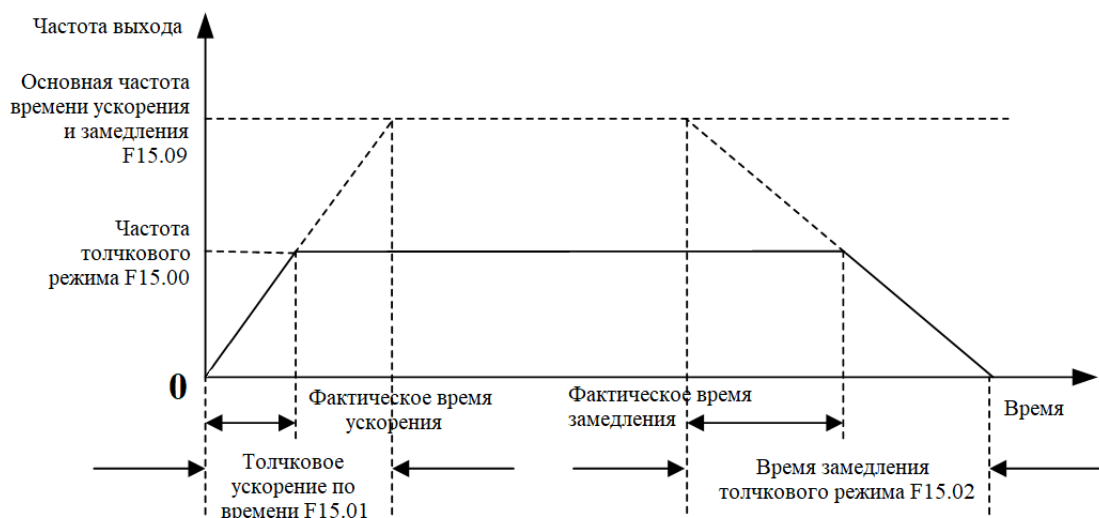 Частота выхода
Основная частота
времени ускорения
и замедления
F15.09
Частота
толчкового
режима F15.00
0
Фактическое время
ускорения
Фактическое время
замедления
Время
Толчковое
ускорение по
времени F15.01
Время замедления
толчкового режима F15.02